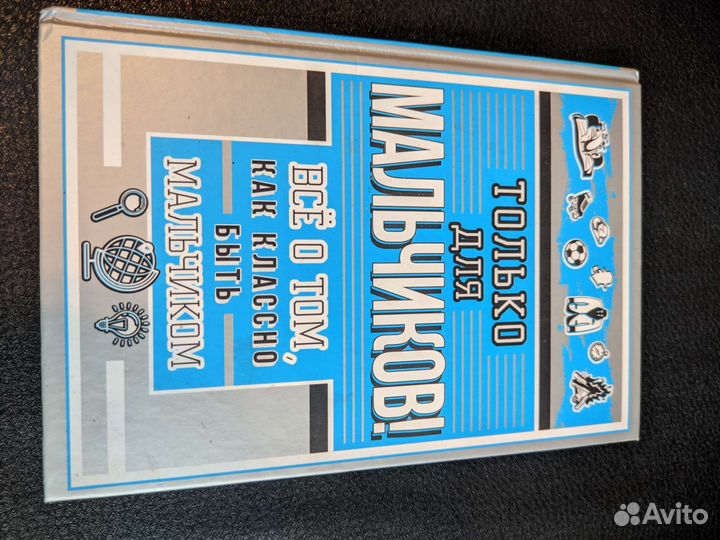 ТОЛЬКО
ДЛЯ
МАЛЬЧИКОВ!
ВСЁ О ТОМ,
КАК КЛАССНО
БЫТЬ
МАЛЬЧИКОМ
Avito